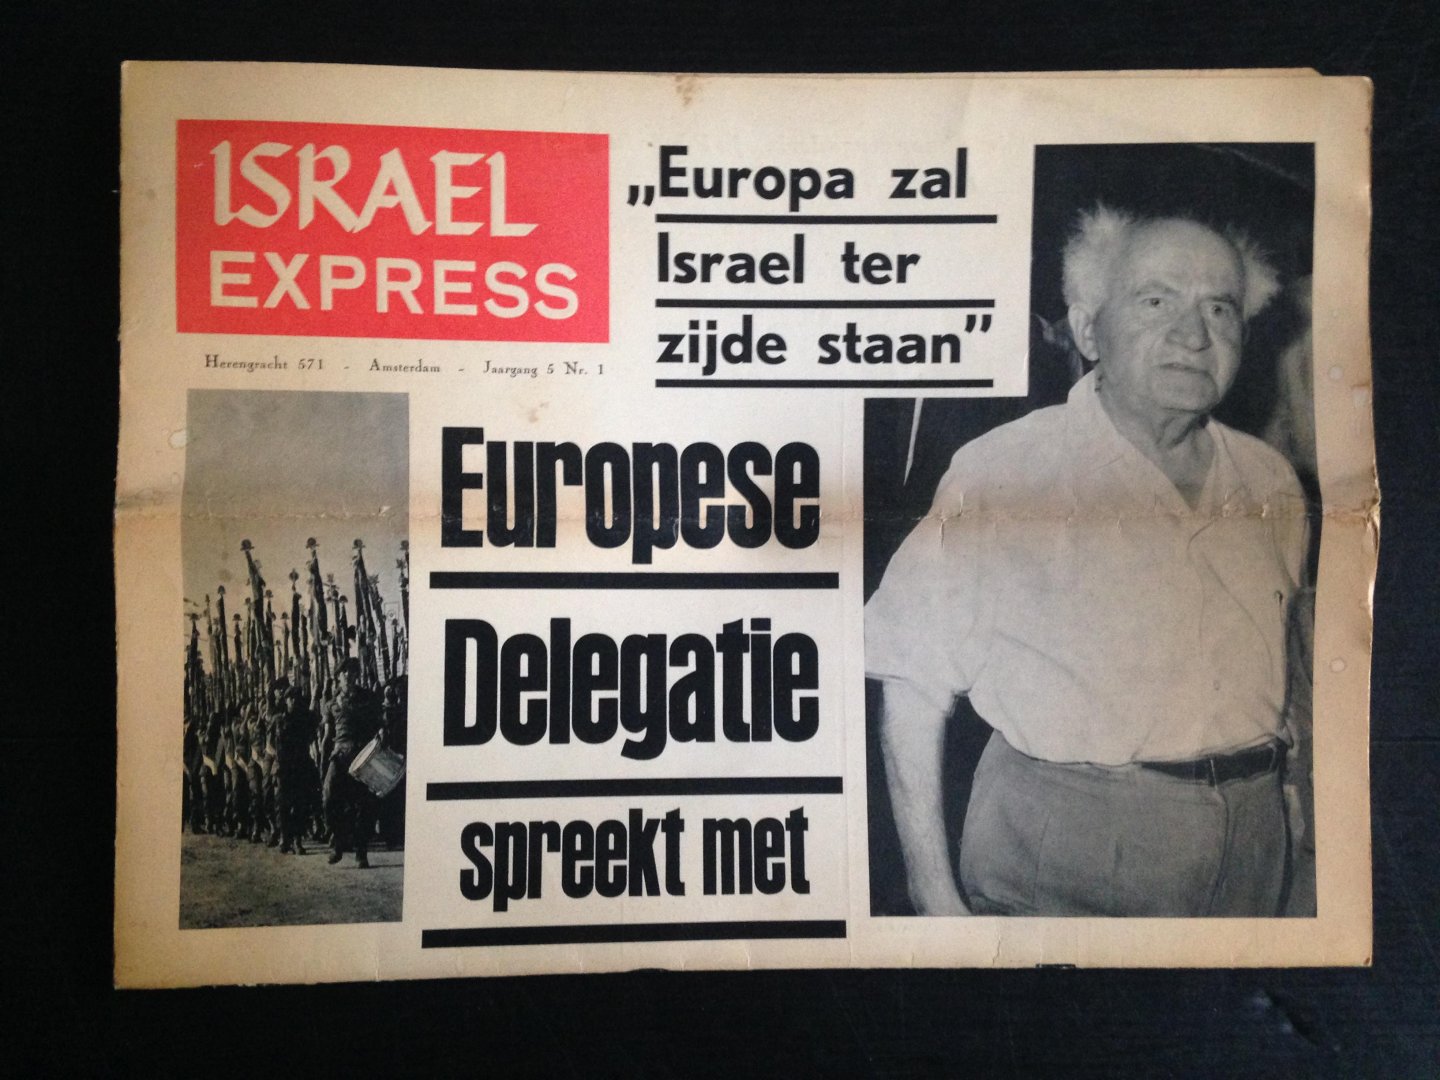 ISRAEL
EXPRESS
Herengracht 571 - Amsterdam - Jaargang 5 Nr. 1
„Europa zal
Israel ter
zijde staan”
Europese
Delegatie
spreekt met